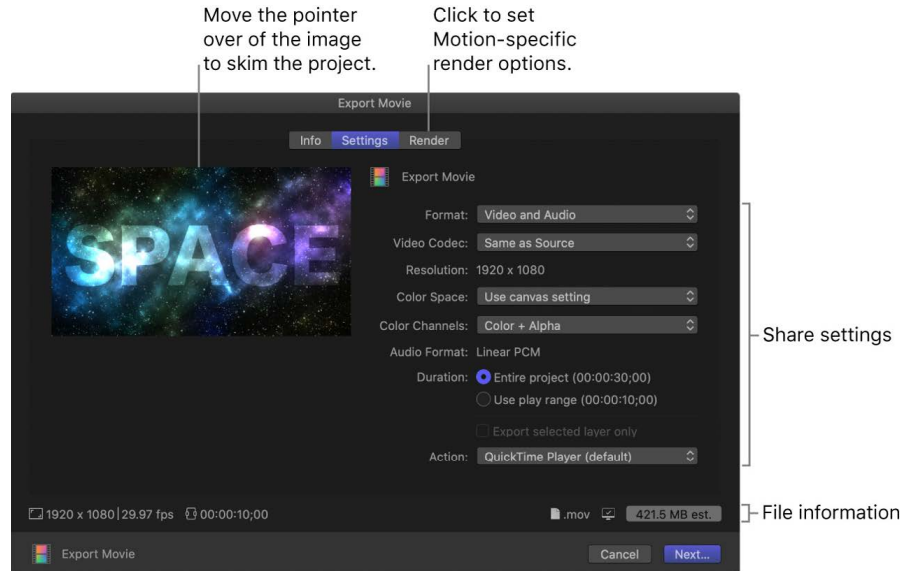 Move the pointer
over of the image
to skim the project.
Click to set
Motion-specific
render options.
Export Movie
Info Settings Render
SPACE
Export Movie
Format: Video and Audio
Video Codec: Same as Source
Resolution: 1920 x 1080
Color Space: Use canvas setting
Color Channels: Color + Alpha
Audio Format: Linear PCM
Duration: Entire project (00:00:30;00)
Use play range (00:00:10;00)
Export selected layer only
Action: QuickTime Player (default)
Share settings
1920 x 1080 | 29.97 fps 00:00:10;00 .mov 421.5 MB est.
File information
Export Movie Cancel Next...